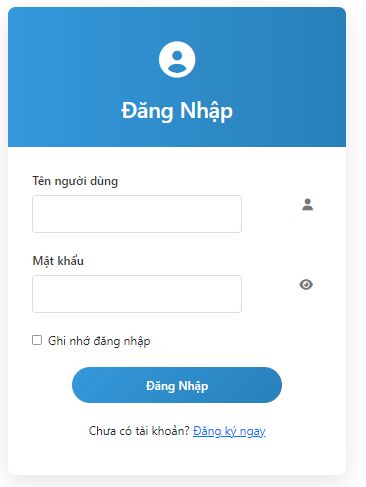 Đăng Nhập
Tên người dùng
Mật khẩu
Ghi nhớ đăng nhập
Đăng Nhập
Chưa có tài khoản? Đăng ký ngay